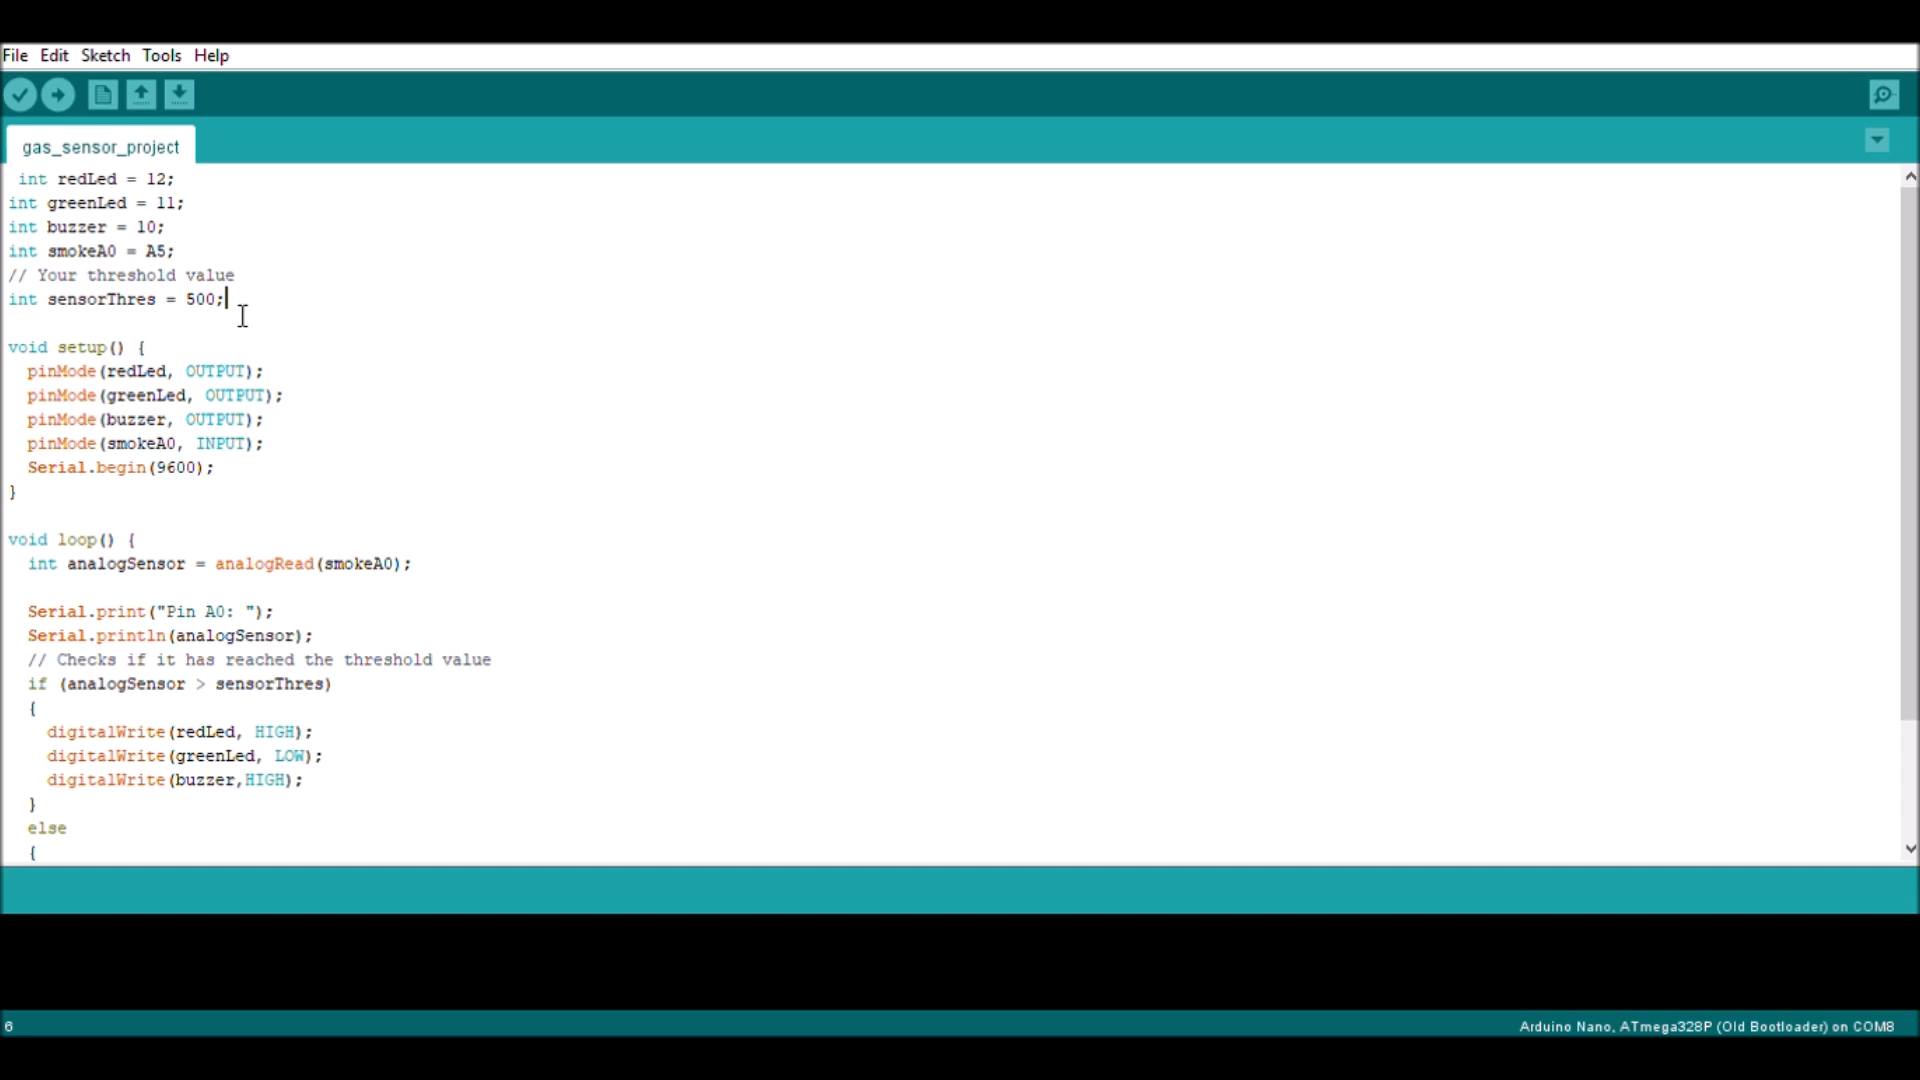 File Edit Sketch Tools Help
gas_sensor_project
int redLed = 12;
int greenLed = 11;
int buzzer = 10;
int smokeA0 = A5;
// Your threshold value
int sensorThres = 500;
void setup() {
pinMode(redLed, OUTPUT);
pinMode(greenLed, OUTPUT);
pinMode(buzzer, OUTPUT);
pinMode(smokeA0, INPUT);
Serial.begin(9600);
}
void loop() {
int analogSensor = analogRead(smokeA0);
Serial.print("Pin A0: ");
Serial.println(analogSensor);
// Checks if it has reached the threshold value
if (analogSensor > sensorThres)
{
digitalWrite(redLed, HIGH);
digitalWrite(greenLed, LOW);
digitalWrite(buzzer,HIGH);
}
else
{
6
Arduino Nano, ATmega328P (Old Bootloader) on COM8